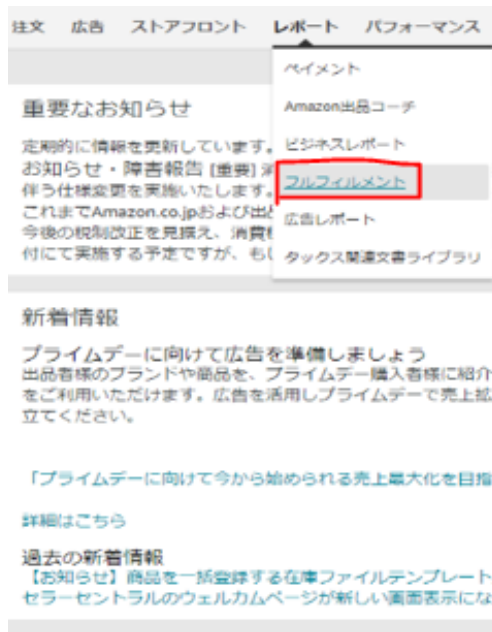 注文 広告 ストアフロント レポート パフォーマンス
ペイメント
Amazon出品コーチ
ビジネスレポート
フルフィルメント
広告レポート
タックス関連文書ライブラリ
重要なお知らせ
定期的に情報を更新しています。
お知らせ・障害報告 [重要]
伴う仕様変更を実施いたします。
これまでAmazon.co.jpおよび出
今後の税制改正を見据え、消費
付にて実施する予定ですが、もし
新着情報
プライムデーに向けて広告を準備しましょう
出品者様のブランドや商品を、プライムデー購入者様に紹介
をご利用いただけます。広告を活用しプライムデーで売上拡
立てください。
「プライムデーに向けて今から始められる売上最大化を目指
詳細はこちら
過去の新着情報
【お知らせ】商品を一括登録する在庫ファイルテンプレート
セラーセントラルのウェルカムページが新しい画面表示にな